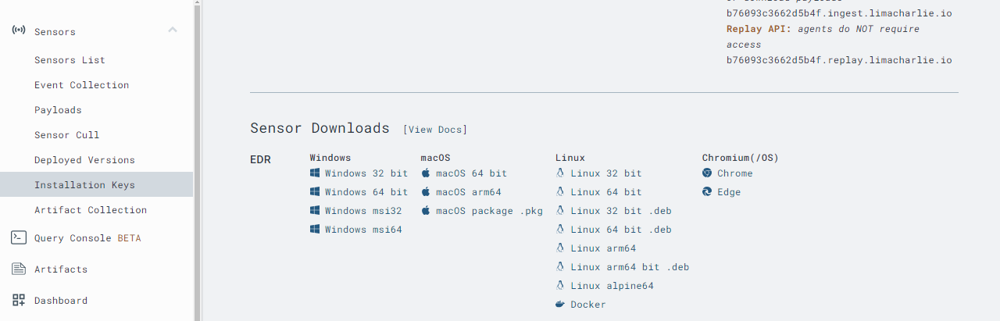 Sensors
Sensors List
Event Collection
Payloads
Sensor Cull
Deployed Versions
Installation Keys
Artifact Collection
Query Console BETA
Artifacts
Dashboard
b76093c3662d5b4f.ingest.limacharlie.io
Replay API: agents do NOT require
access
b76093c3662d5b4f.replay.limacharlie.io
Sensor Downloads [View Docs]
EDR
Windows
Windows 32 bit
Windows 64 bit
Windows msi32
Windows msi64
macOS
macOS 64 bit
macOS arm64
macOS package .pkg
Linux
Linux 32 bit
Linux 64 bit
Linux 32 bit .deb
Linux 64 bit .deb
Linux arm64
Linux arm64 bit .deb
Linux alpine64
Docker
Chromium(/OS)
Chrome
Edge